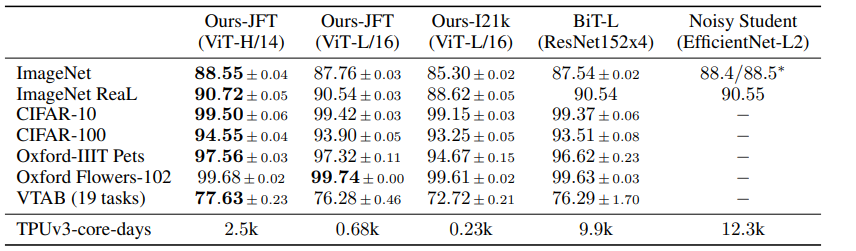 Ours-JFT Ours-JFT Ours-I21k BiT-L Noisy Student
(ViT-H/14) (ViT-L/16) (ViT-L/16) (ResNet152x4) (EfficientNet-L2)
ImageNet 88.55 ± 0.04 87.76 ± 0.03 85.30 ± 0.02 87.54 ± 0.02 88.4/88.5*
ImageNet ReaL 90.72 ± 0.05 90.54 ± 0.03 88.62 ± 0.05 90.54 90.55
CIFAR-10 99.50 ± 0.06 99.42 ± 0.03 99.15 ± 0.03 99.37 ± 0.06 −
CIFAR-100 94.55 ± 0.04 93.90 ± 0.05 93.25 ± 0.05 93.51 ± 0.08 −
Oxford-IIIT Pets 97.56 ± 0.03 97.32 ± 0.11 94.67 ± 0.15 96.62 ± 0.23 −
Oxford Flowers-102 99.68 ± 0.02 99.74 ± 0.00 99.61 ± 0.02 99.63 ± 0.03 −
VTAB (19 tasks) 77.63 ± 0.23 76.28 ± 0.46 72.72 ± 0.21 76.29 ± 1.70 −
TPUv3-core-days 2.5k 0.68k 0.23k 9.9k 12.3k